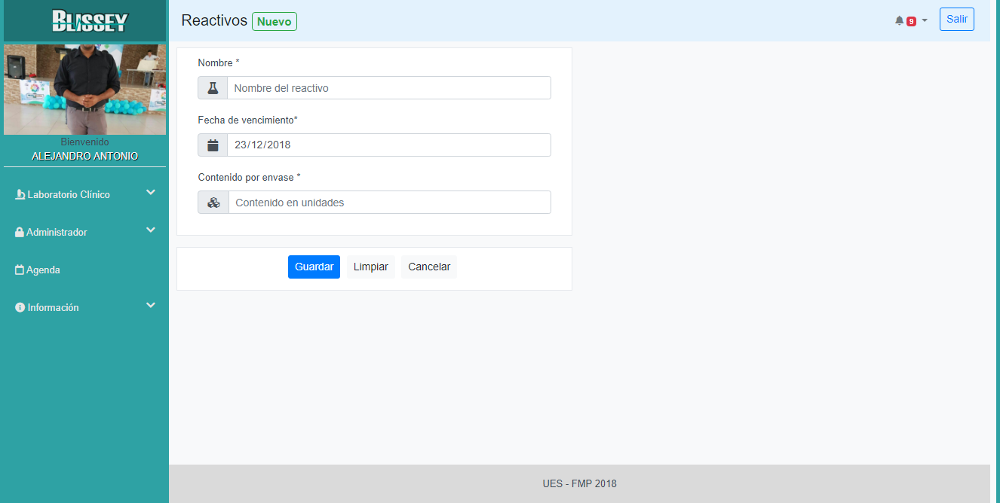 BLISSEY
Reactivos Nuevo
9
Salir
Bienvenido
ALEJANDRO ANTONIO
Laboratorio Clínico
Administrador
Agenda
Información
Nombre *
Nombre del reactivo
Fecha de vencimiento*
23/12/2018
Contenido por envase *
Contenido en unidades
Guardar
Limpiar
Cancelar
UES - FMP 2018